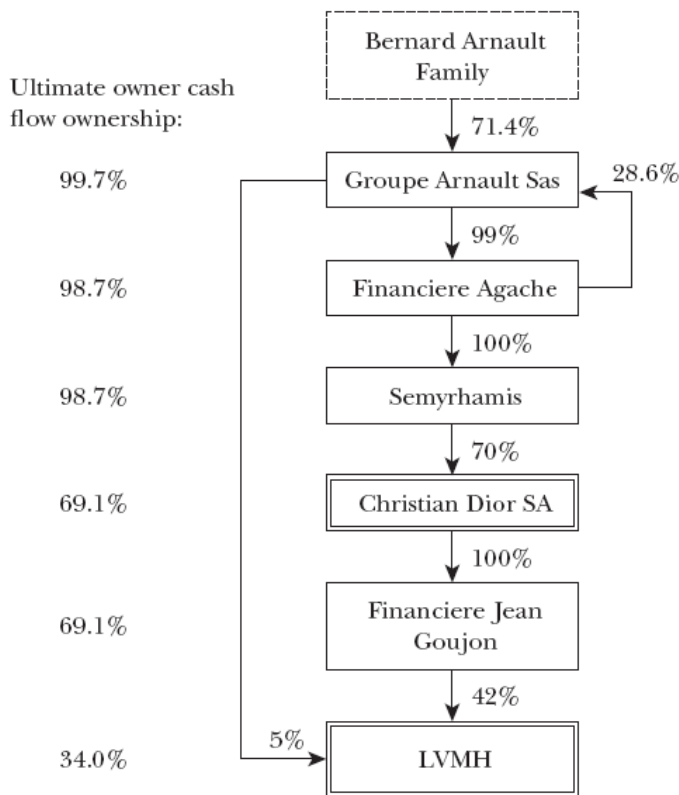 Bernard Arnault
Family
Ultimate owner cash
flow ownership:
71.4%
99.7%
Groupe Arnault Sas
28.6%
99%
98.7%
Financiere Agache
100%
98.7%
Semyrhamis
70%
69.1%
Christian Dior SA
100%
69.1%
Financiere Jean
Goujon
42%
5%
34.0%
LVMH